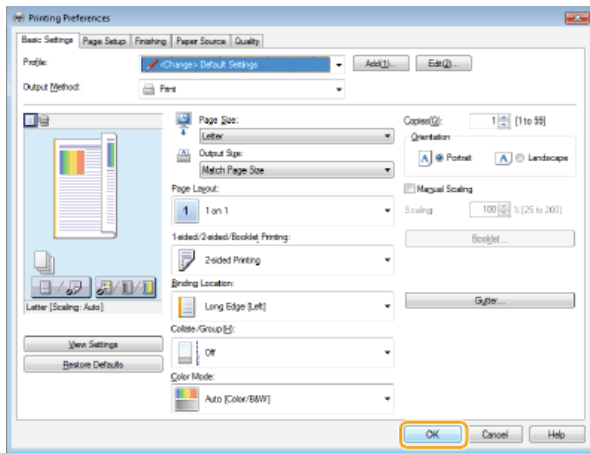 Printing Preferences
Basic Settings Page Setup Finishing Paper Source Quality
Profile: <Change> Default Settings Add(1)... Edit(2)...
Output Method: Print
Page Size: Copies(Q): 1 [1 to 99]
Letter Orientation
Output Size: A Portrait A Landscape
Match Page Size
Page Layout: Manual Scaling
1 1 on 1 Scaling: 100 % [25 to 200]
1-sided/2-sided/Booklet Printing: Booklet...
2-sided Printing
Binding Location:
Long Edge [Left] Gutter...
Letter [Scaling: Auto]
Collate/Group(H):
View Settings Off
Restore Defaults
Color Mode:
Auto [Color/B&W]
OK Cancel Help